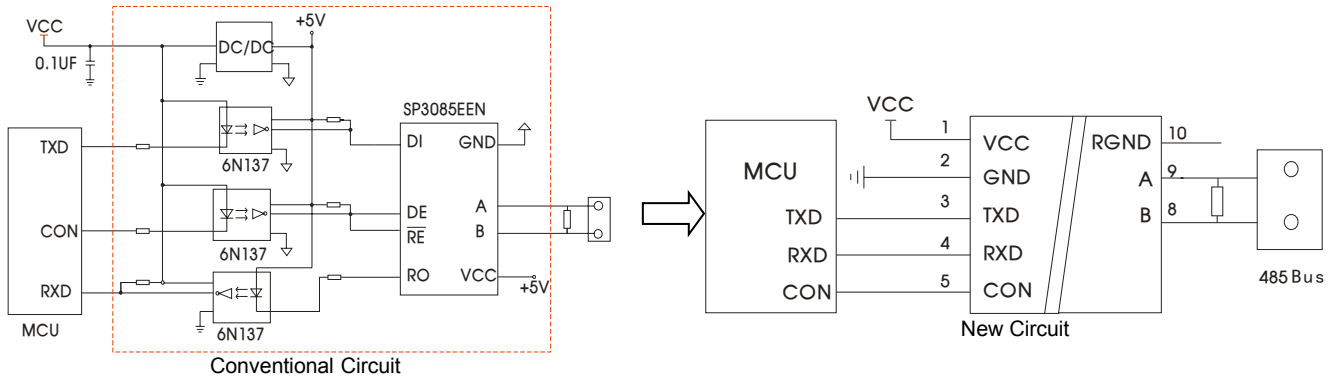 VCC
0.1UF
DC/DC
+5V
6N137
6N137
6N137
TXD
CON
RXD
MCU
SP3085EEN
DI
GND
DE
RE
A
B
RO
VCC
+5V
Conventional Circuit
MCU
TXD
RXD
CON
VCC
1
2
3
4
5
VCC
GND
TXD
RXD
CON
RGND
A
B
10
9
8
485Bus
New Circuit